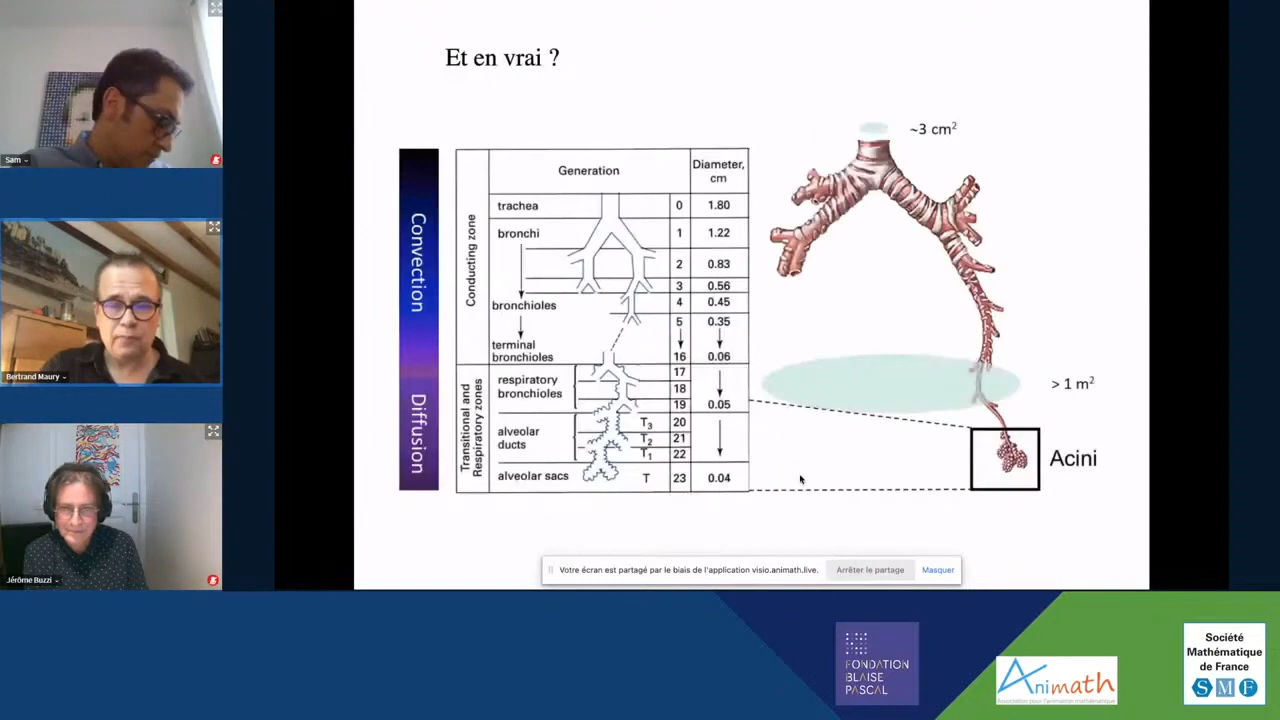 Et en vrai ?
~3 cm²
Convection
Diffusion
Conducting zone
Transitional and
Respiratory zones
Generation
Diameter,
cm
trachea
0
1.80
bronchi
1
1.22
2
0.83
3
0.56
bronchioles
4
0.45
5
0.35
terminal
bronchioles
16
0.06
respiratory
bronchioles
17
18
19
0.05
alveolar
ducts
T3
20
T2
21
T1
22
alveolar sacs
T
23
0.04
> 1 m²
Acini
Sam
Bertrand Maury
Jérôme Buzzi
Votre écran est partagé par le biais de l'application visio.animath.live.
Arrêter le partage
Masquer
FONDATION
BLAISE
PASCAL
Animath
Association pour l'animation mathématique
Société
Mathématique
de France
S M F